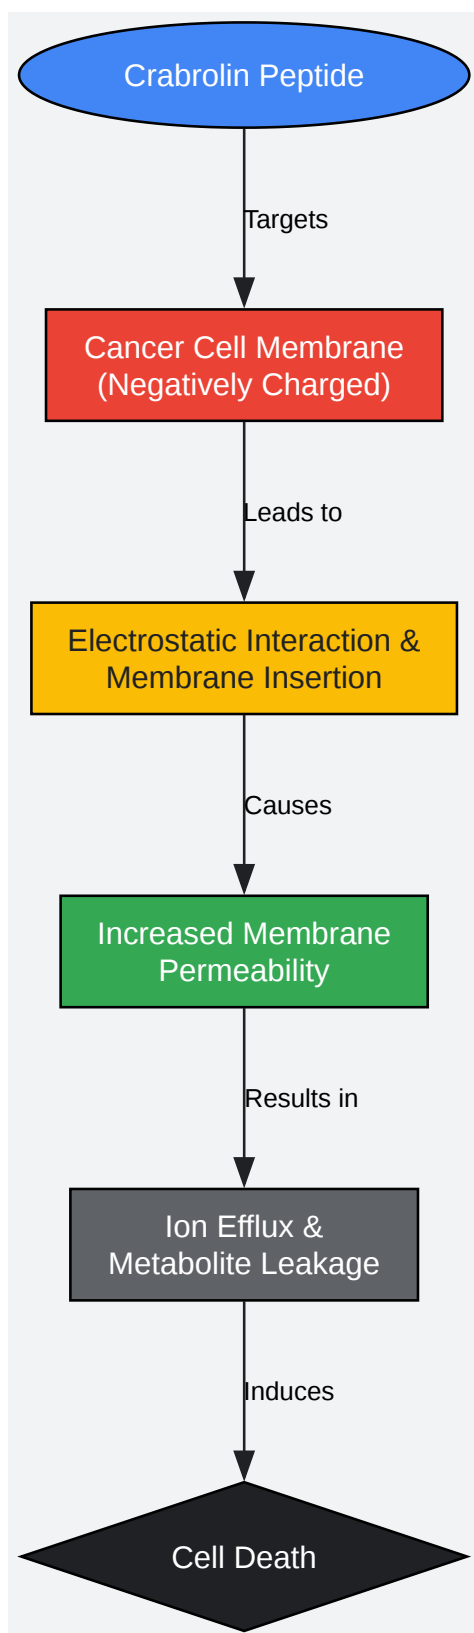 Crabrolin Peptide
Targets
Cancer Cell Membrane
(Negatively Charged)
Leads to
Electrostatic Interaction &
Membrane Insertion
Causes
Increased Membrane
Permeability
Results in
Ion Efflux &
Metabolite Leakage
Induces
Cell Death